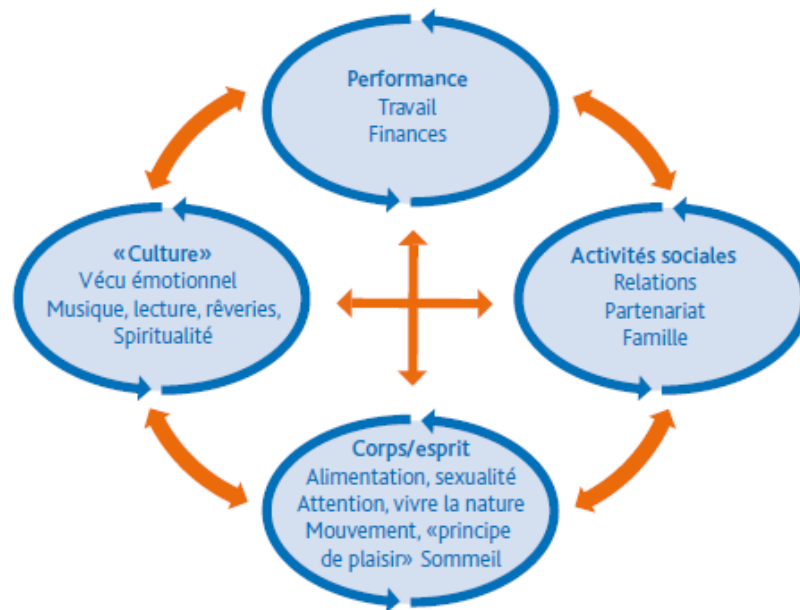 Performance
Travail
Finances
«Culture»
Vécu émotionnel
Musique, lecture, rêveries,
Spiritualité
Activités sociales
Relations
Partenariat
Famille
Corps/esprit
Alimentation, sexualité
Attention, vivre la nature
Mouvement, «principe
de plaisir» Sommeil